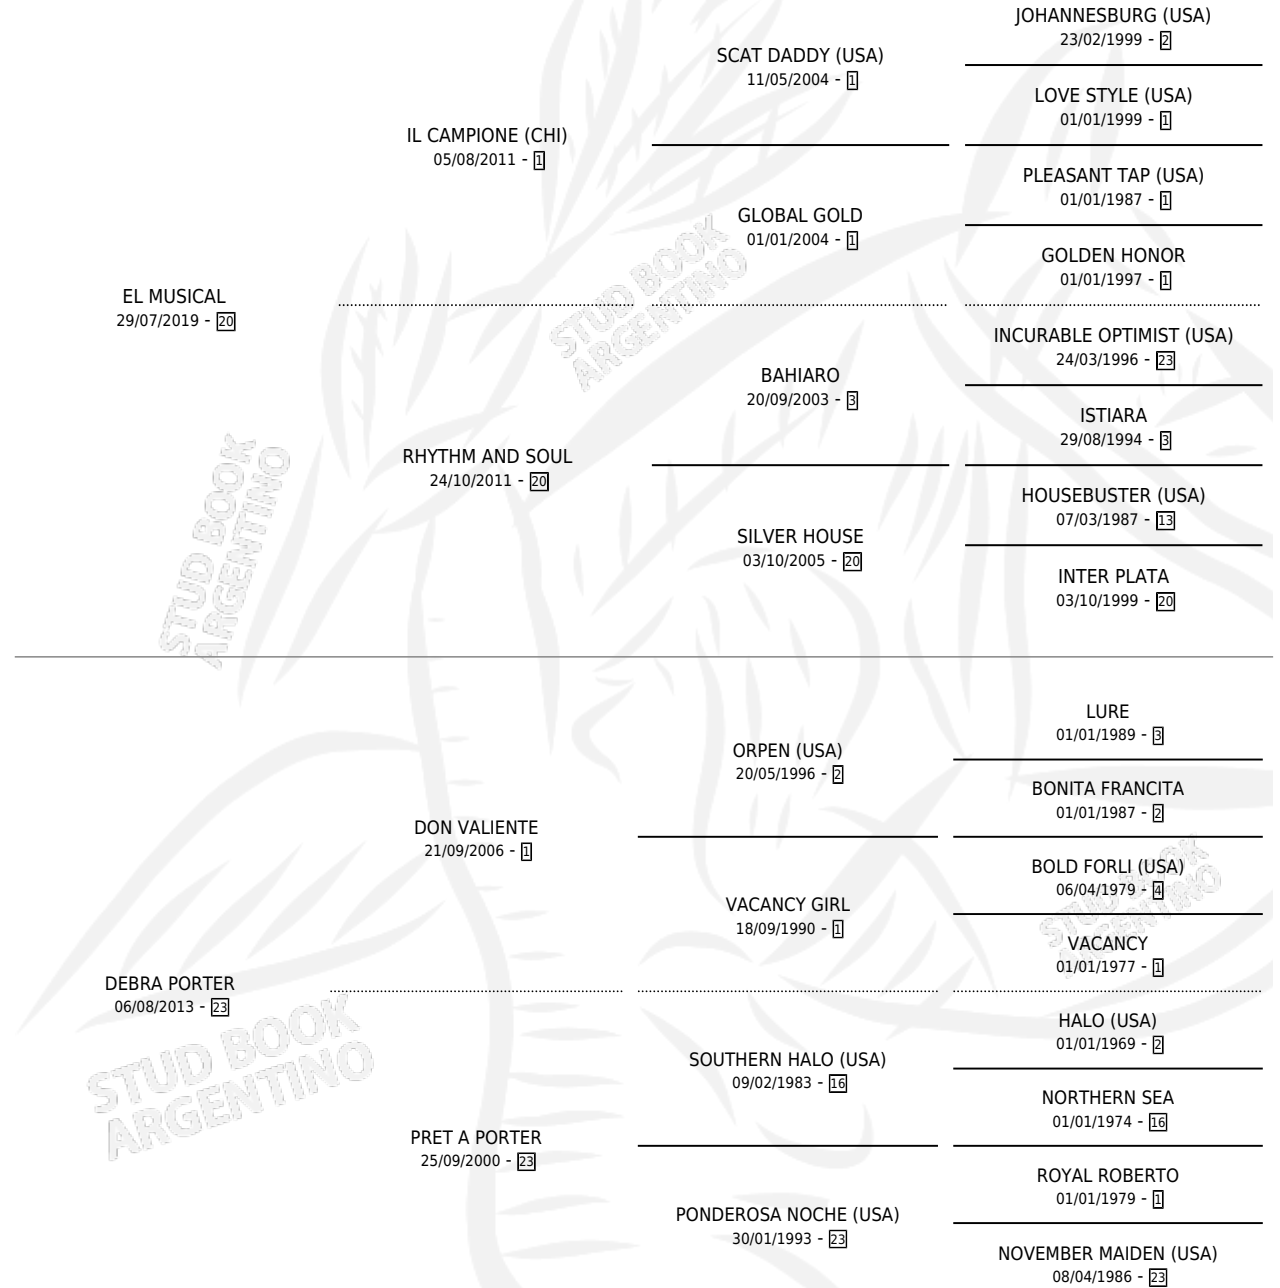 JOHANNESBURG (USA)
23/02/1999 - 2
SCAT DADDY (USA)
11/05/2004 - 1
LOVE STYLE (USA)
01/01/1999 - 1
IL CAMPIONE (CHI)
05/08/2011 - 1
PLEASANT TAP (USA)
01/01/1987 - 1
GLOBAL GOLD
01/01/2004 - 1
GOLDEN HONOR
01/01/1997 - 1
EL MUSICAL
29/07/2019 - 20
INCURABLE OPTIMIST (USA)
24/03/1996 - 23
BAHIARO
20/09/2003 - 3
ISTIARA
29/08/1994 - 3
RHYTHM AND SOUL
24/10/2011 - 20
HOUSEBUSTER (USA)
07/03/1987 - 13
SILVER HOUSE
03/10/2005 - 20
INTER PLATA
03/10/1999 - 20
LURE
01/01/1989 - 3
ORPEN (USA)
20/05/1996 - 2
BONITA FRANCITA
01/01/1987 - 2
DON VALIENTE
21/09/2006 - 1
BOLD FORLI (USA)
06/04/1979 - 4
VACANCY GIRL
18/09/1990 - 1
VACANCY
01/01/1977 - 1
DEBRA PORTER
06/08/2013 - 23
HALO (USA)
01/01/1969 - 2
SOUTHERN HALO (USA)
09/02/1983 - 16
NORTHERN SEA
01/01/1974 - 16
PRET A PORTER
25/09/2000 - 23
ROYAL ROBERTO
01/01/1979 - 1
PONDEROSA NOCHE (USA)
30/01/1993 - 23
NOVEMBER MAIDEN (USA)
08/04/1986 - 23
STUD BOOK
ARGENTINO
STUD BOOK
ARGENTINO
STUD BOOK
ARGENTINO
STUD BOOK
ARGENTINO